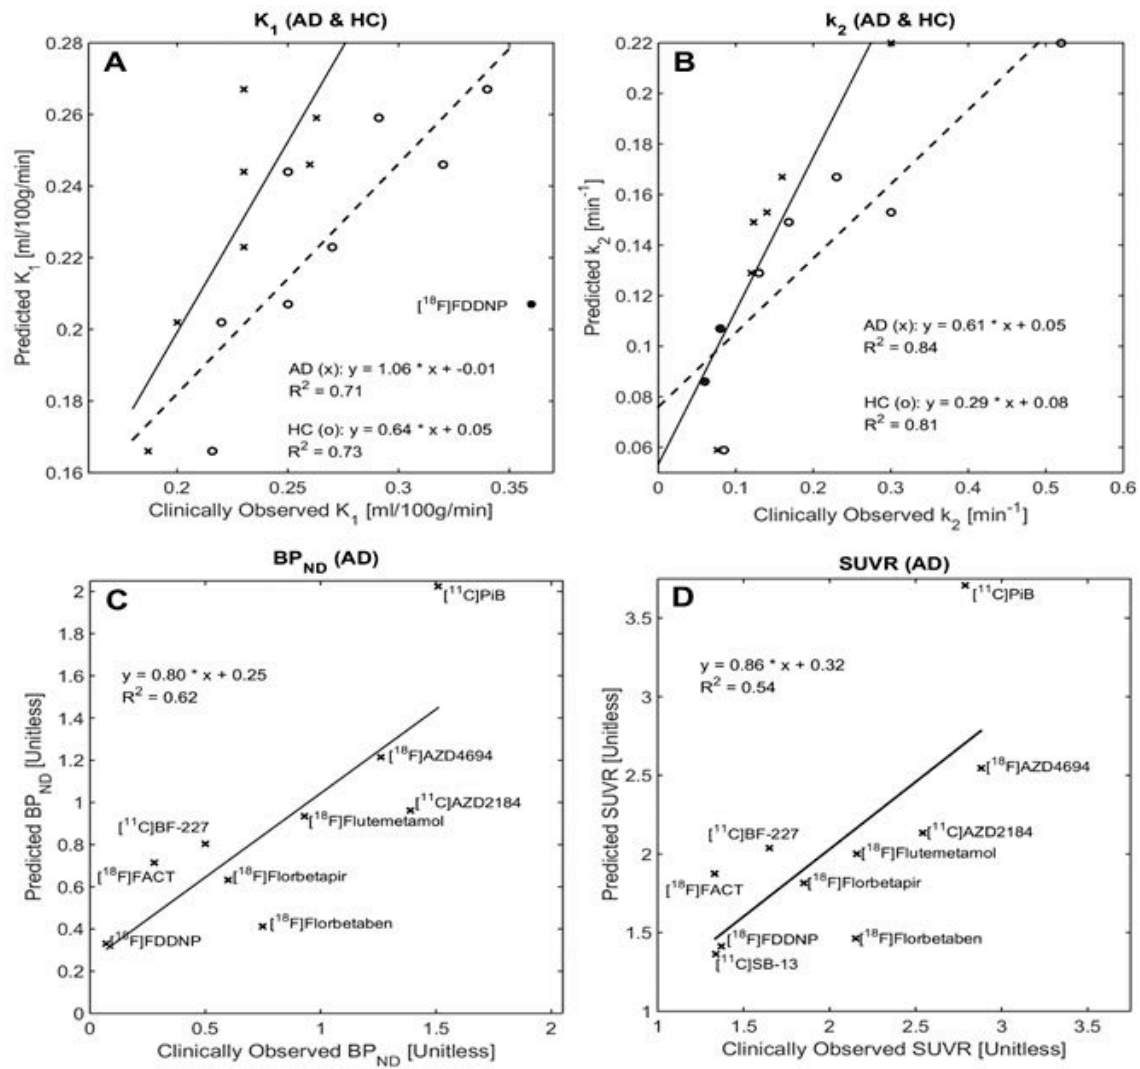 K1 (AD & HC)
A
Predicted K1 [ml/100g/min]
0.28
0.26
0.24
0.22
0.2
0.18
0.16
[18F]FDDNP
AD (x): y = 1.06 * x + -0.01
R2 = 0.71
HC (o): y = 0.64 * x + 0.05
R2 = 0.73
0.2 0.25 0.3 0.35
Clinically Observed K1 [ml/100g/min]
k2 (AD & HC)
B
Predicted k2 [min-1]
0.22
0.2
0.18
0.16
0.14
0.12
0.1
0.08
0.06
AD (x): y = 0.61 * x + 0.05
R2 = 0.84
HC (o): y = 0.29 * x + 0.08
R2 = 0.81
0 0.1 0.2 0.3 0.4 0.5 0.6
Clinically Observed k2 [min-1]
BPND (AD)
C
Predicted BPND [Unitless]
2
1.8
1.6
1.4
1.2
1
0.8
0.6
0.4
0.2
0
[11C]PiB
y = 0.80 * x + 0.25
R2 = 0.62
[18F]AZD4694
[11C]AZD2184
[18F]Flutemetamol
[11C]BF-227
[18F]FACT
[18F]Florbetapir
[18F]Florbetaben
[18F]FDDNP
0 0.5 1 1.5 2
Clinically Observed BPND [Unitless]
SUVR (AD)
D
Predicted SUVR [Unitless]
3.5
3
2.5
2
1.5
1
[11C]PiB
y = 0.86 * x + 0.32
R2 = 0.54
[18F]AZD4694
[11C]AZD2184
[11C]BF-227
[18F]Flutemetamol
[18F]FACT
[18F]Florbetapir
[18F]FDDNP
[18F]Florbetaben
[11C]SB-13
1 1.5 2 2.5 3 3.5
Clinically Observed SUVR [Unitless]